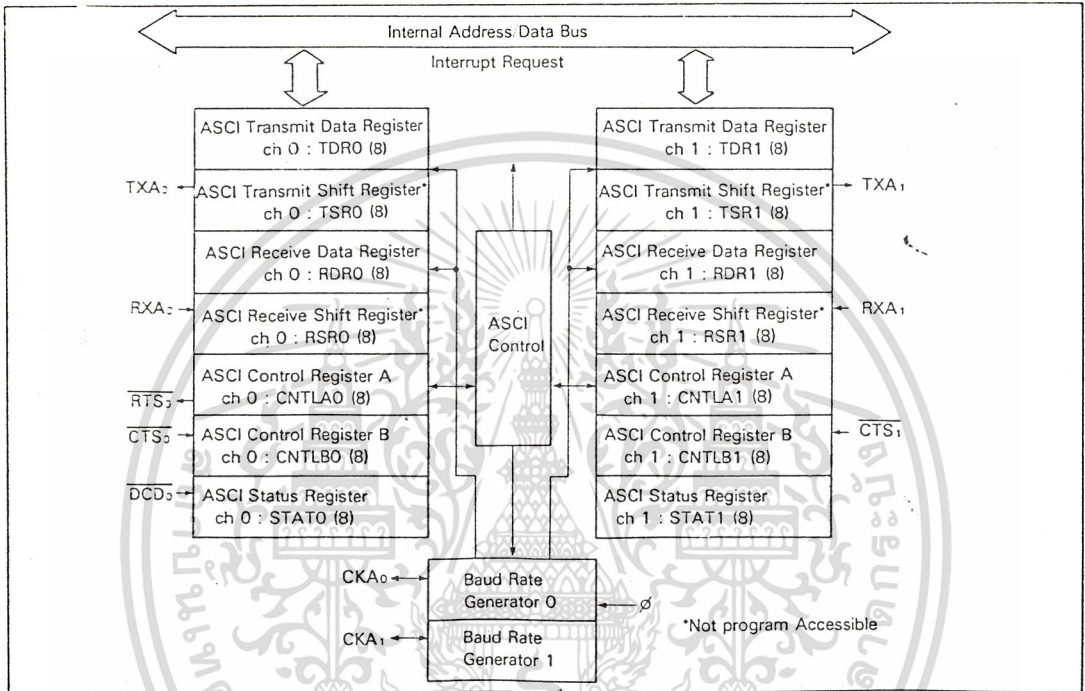 Internal Address/Data Bus
Interrupt Request
ASCI Transmit Data Register
ch 0 : TDR0 (8)
TXA₀
ASCI Transmit Shift Register*
ch 0 : TSR0 (8)
ASCI Receive Data Register
ch 0 : RDR0 (8)
RXA₀
ASCI Receive Shift Register*
ch 0 : RSR0 (8)
ASCI Control Register A
ch 0 : CNTLA0 (8)
RTS₀
CTS₀
ASCI Control Register B
ch 0 : CNTLB0 (8)
DCD₀
ASCI Status Register
ch 0 : STAT0 (8)
ASCI
Control
ASCI Transmit Data Register
ch 1 : TDR1 (8)
ASCI Transmit Shift Register*
ch 1 : TSR1 (8)
TXA₁
ASCI Receive Data Register
ch 1 : RDR1 (8)
ASCI Receive Shift Register*
ch 1 : RSR1 (8)
RXA₁
ASCI Control Register A
ch 1 : CNTLA1 (8)
ASCI Control Register B
ch 1 : CNTLB1 (8)
CTS₁
ASCI Status Register
ch 1 : STAT1 (8)
CKA₀
Baud Rate
Generator 0
ø
CKA₁
Baud Rate
Generator 1
*Not program Accessible